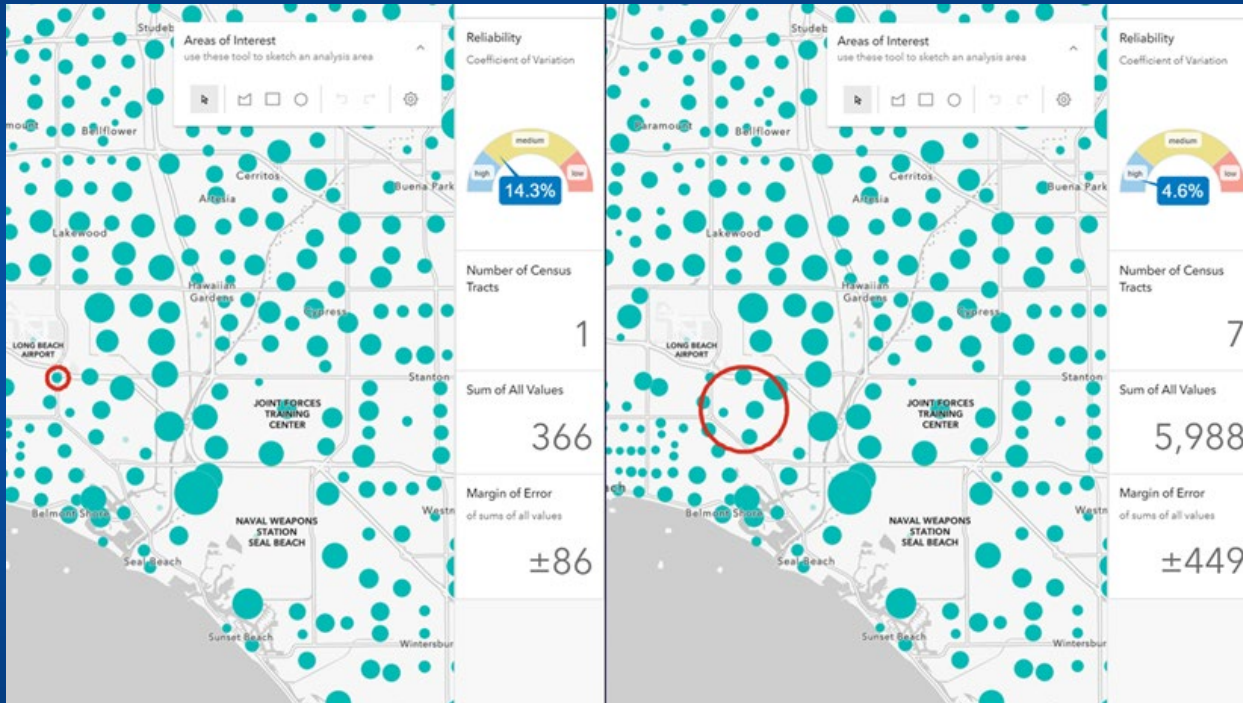 Studeb
Areas of Interest
use these tool to sketch an analysis area
mount
Bellflower
Cerritos
Artesia
Buena Park
Lakewood
Hawaiian
Gardens
Cypress
LONG BEACH
AIRPORT
Stanton
JOINT FORCES
TRAINING
CENTER
Belmont Shore
NAVAL WEAPONS
STATION
SEAL BEACH
Westn
Seal Beach
Sunset Beach
Wintersbur
Reliability
Coefficient of Variation
medium
high
low
14.3%
Number of Census
Tracts
1
Sum of All Values
366
Margin of Error
of sums of all values
±86
Studeb
Areas of Interest
use these tool to sketch an analysis area
Paramount
Bellflower
Cerritos
Artesia
Buena Park
Lakewood
Hawaiian
Gardens
Cypress
LONG BEACH
AIRPORT
Stanton
JOINT FORCES
TRAINING
CENTER
ach
Belmont Shore
NAVAL WEAPONS
STATION
SEAL BEACH
Westn
Seal Beach
Sunset Beach
Wintersbur
Reliability
Coefficient of Variation
medium
high
low
4.6%
Number of Census
Tracts
7
Sum of All Values
5,988
Margin of Error
of sums of all values
±449